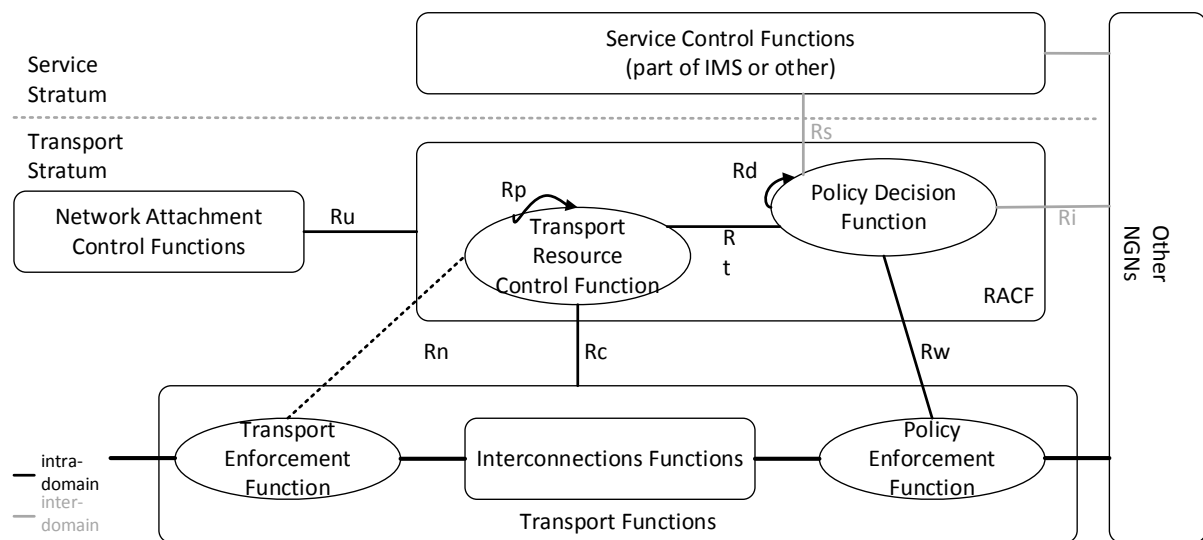 Service Control Functions
(part of IMS or other)
Service
Stratum
Rs
Transport
Stratum
Rd
Policy Decision
Function
Rp
Network Attachment
Control Functions
Ru
Transport
Resource
Control Function
R
t
Ri
Other
NGNs
RACF
Rn
Rc
Rw
Transport
Enforcement
Function
Interconnections Functions
Policy
Enforcement
Function
intra-
domain
inter-
domain
Transport Functions